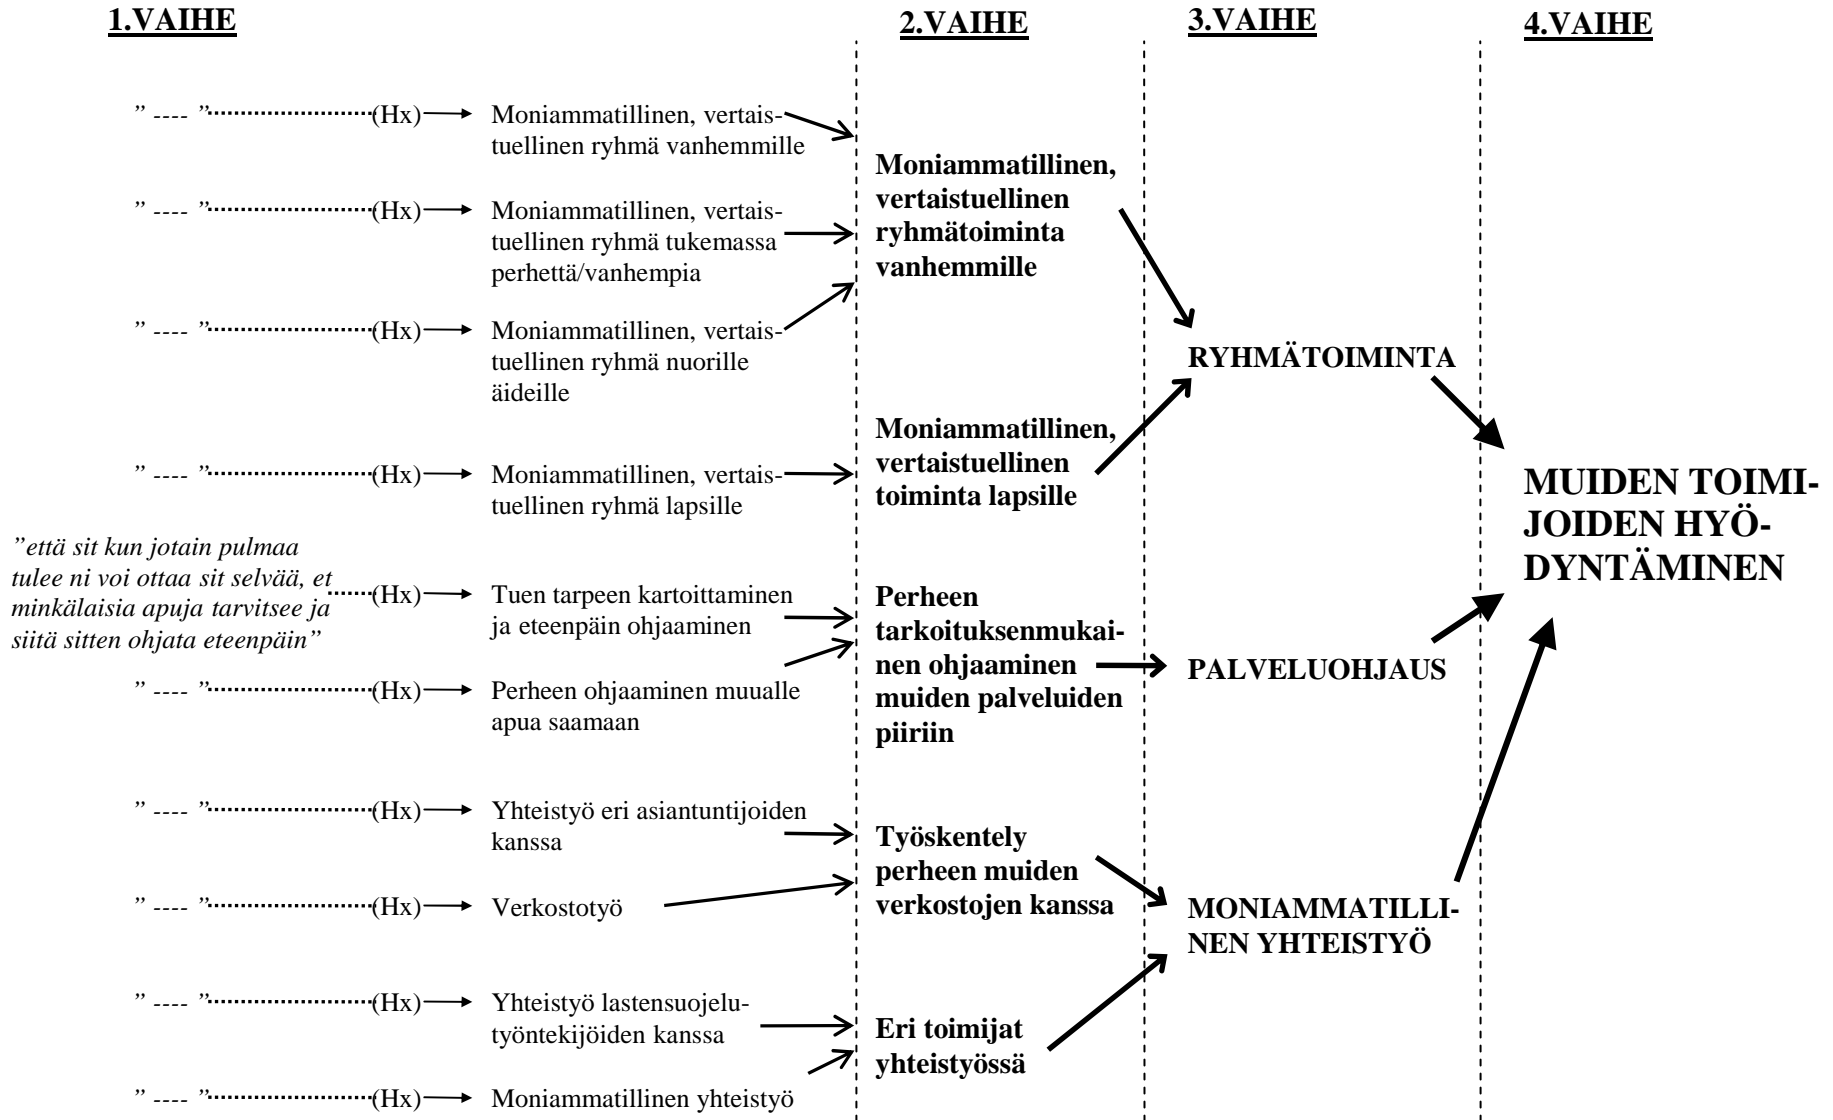 1.VAIHE
” ---- ”(Hx) Moniammatillinen, vertais-
tuellinen ryhmä vanhemmille
” ---- ”(Hx) Moniammatillinen, vertais-
tuellinen ryhmä tukemassa
perhettä/vanhempia
” ---- ”(Hx) Moniammatillinen, vertais-
tuellinen ryhmä nuorille
äideille
” ---- ”(Hx) Moniammatillinen, vertais-
tuellinen ryhmä lapsille
”että sit kun jotain pulmaa
tulee ni voi ottaa sit selvää, et
minkälaisia apuja tarvitsee ja
siitä sitten ohjata eteenpäin”
(Hx) Tuen tarpeen kartoittaminen
ja eteenpäin ohjaaminen
” ---- ”(Hx) Perheen ohjaaminen muualle
apua saamaan
” ---- ”(Hx) Yhteistyö eri asiantuntijoiden
kanssa
” ---- ”(Hx) Verkostotyö
” ---- ”(Hx) Yhteistyö lastensuojelu-
työntekijöiden kanssa
” ---- ”(Hx) Moniammatillinen yhteistyö
2.VAIHE
Moniammatillinen,
vertaistuellinen
ryhmätoiminta
vanhemmille
Moniammatillinen,
vertaistuellinen
toiminta lapsille
Perheen
tarkoituksenmukai-
nen ohjaaminen
muiden palveluiden
piiriin
Työskentely
perheen muiden
verkostojen kanssa
Eri toimijat
yhteistyössä
3.VAIHE
RYHMÄTOIMINTA
PALVELUOHJAUS
MONIAMMATILLI-
NEN YHTEISTYÖ
4.VAIHE
MUIDEN TOIMI-
JOIDEN HYÖ-
DYNTÄMINEN